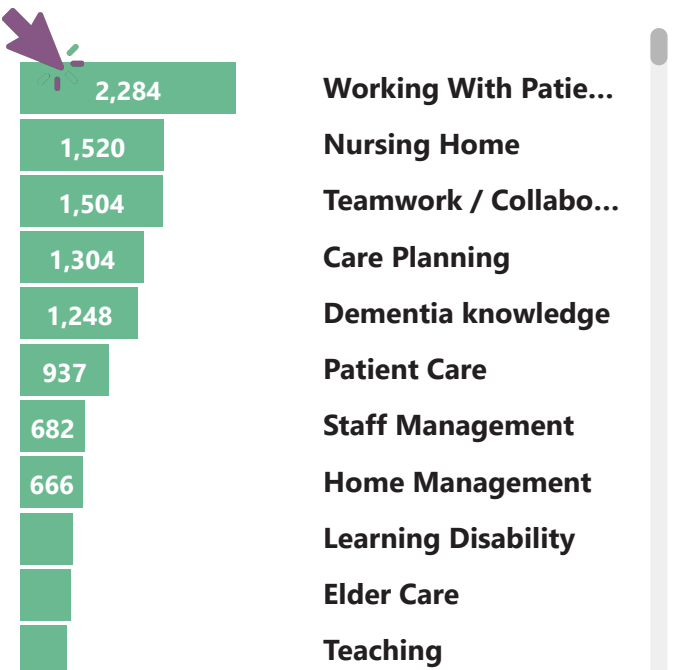 2,284 Working With Patie...
1,520 Nursing Home
1,504 Teamwork / Collabo...
1,304 Care Planning
1,248 Dementia knowledge
937 Patient Care
682 Staff Management
666 Home Management
Learning Disability
Elder Care
Teaching